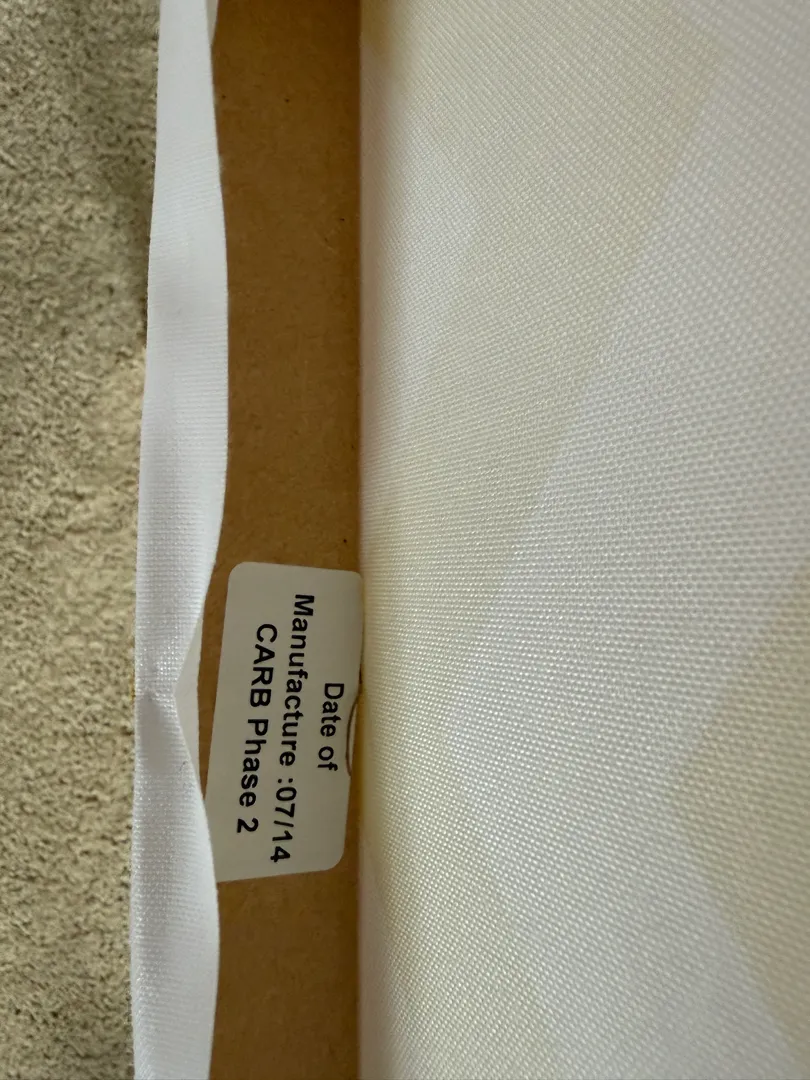 Date of
Manufacture :07/14
CARB Phase 2